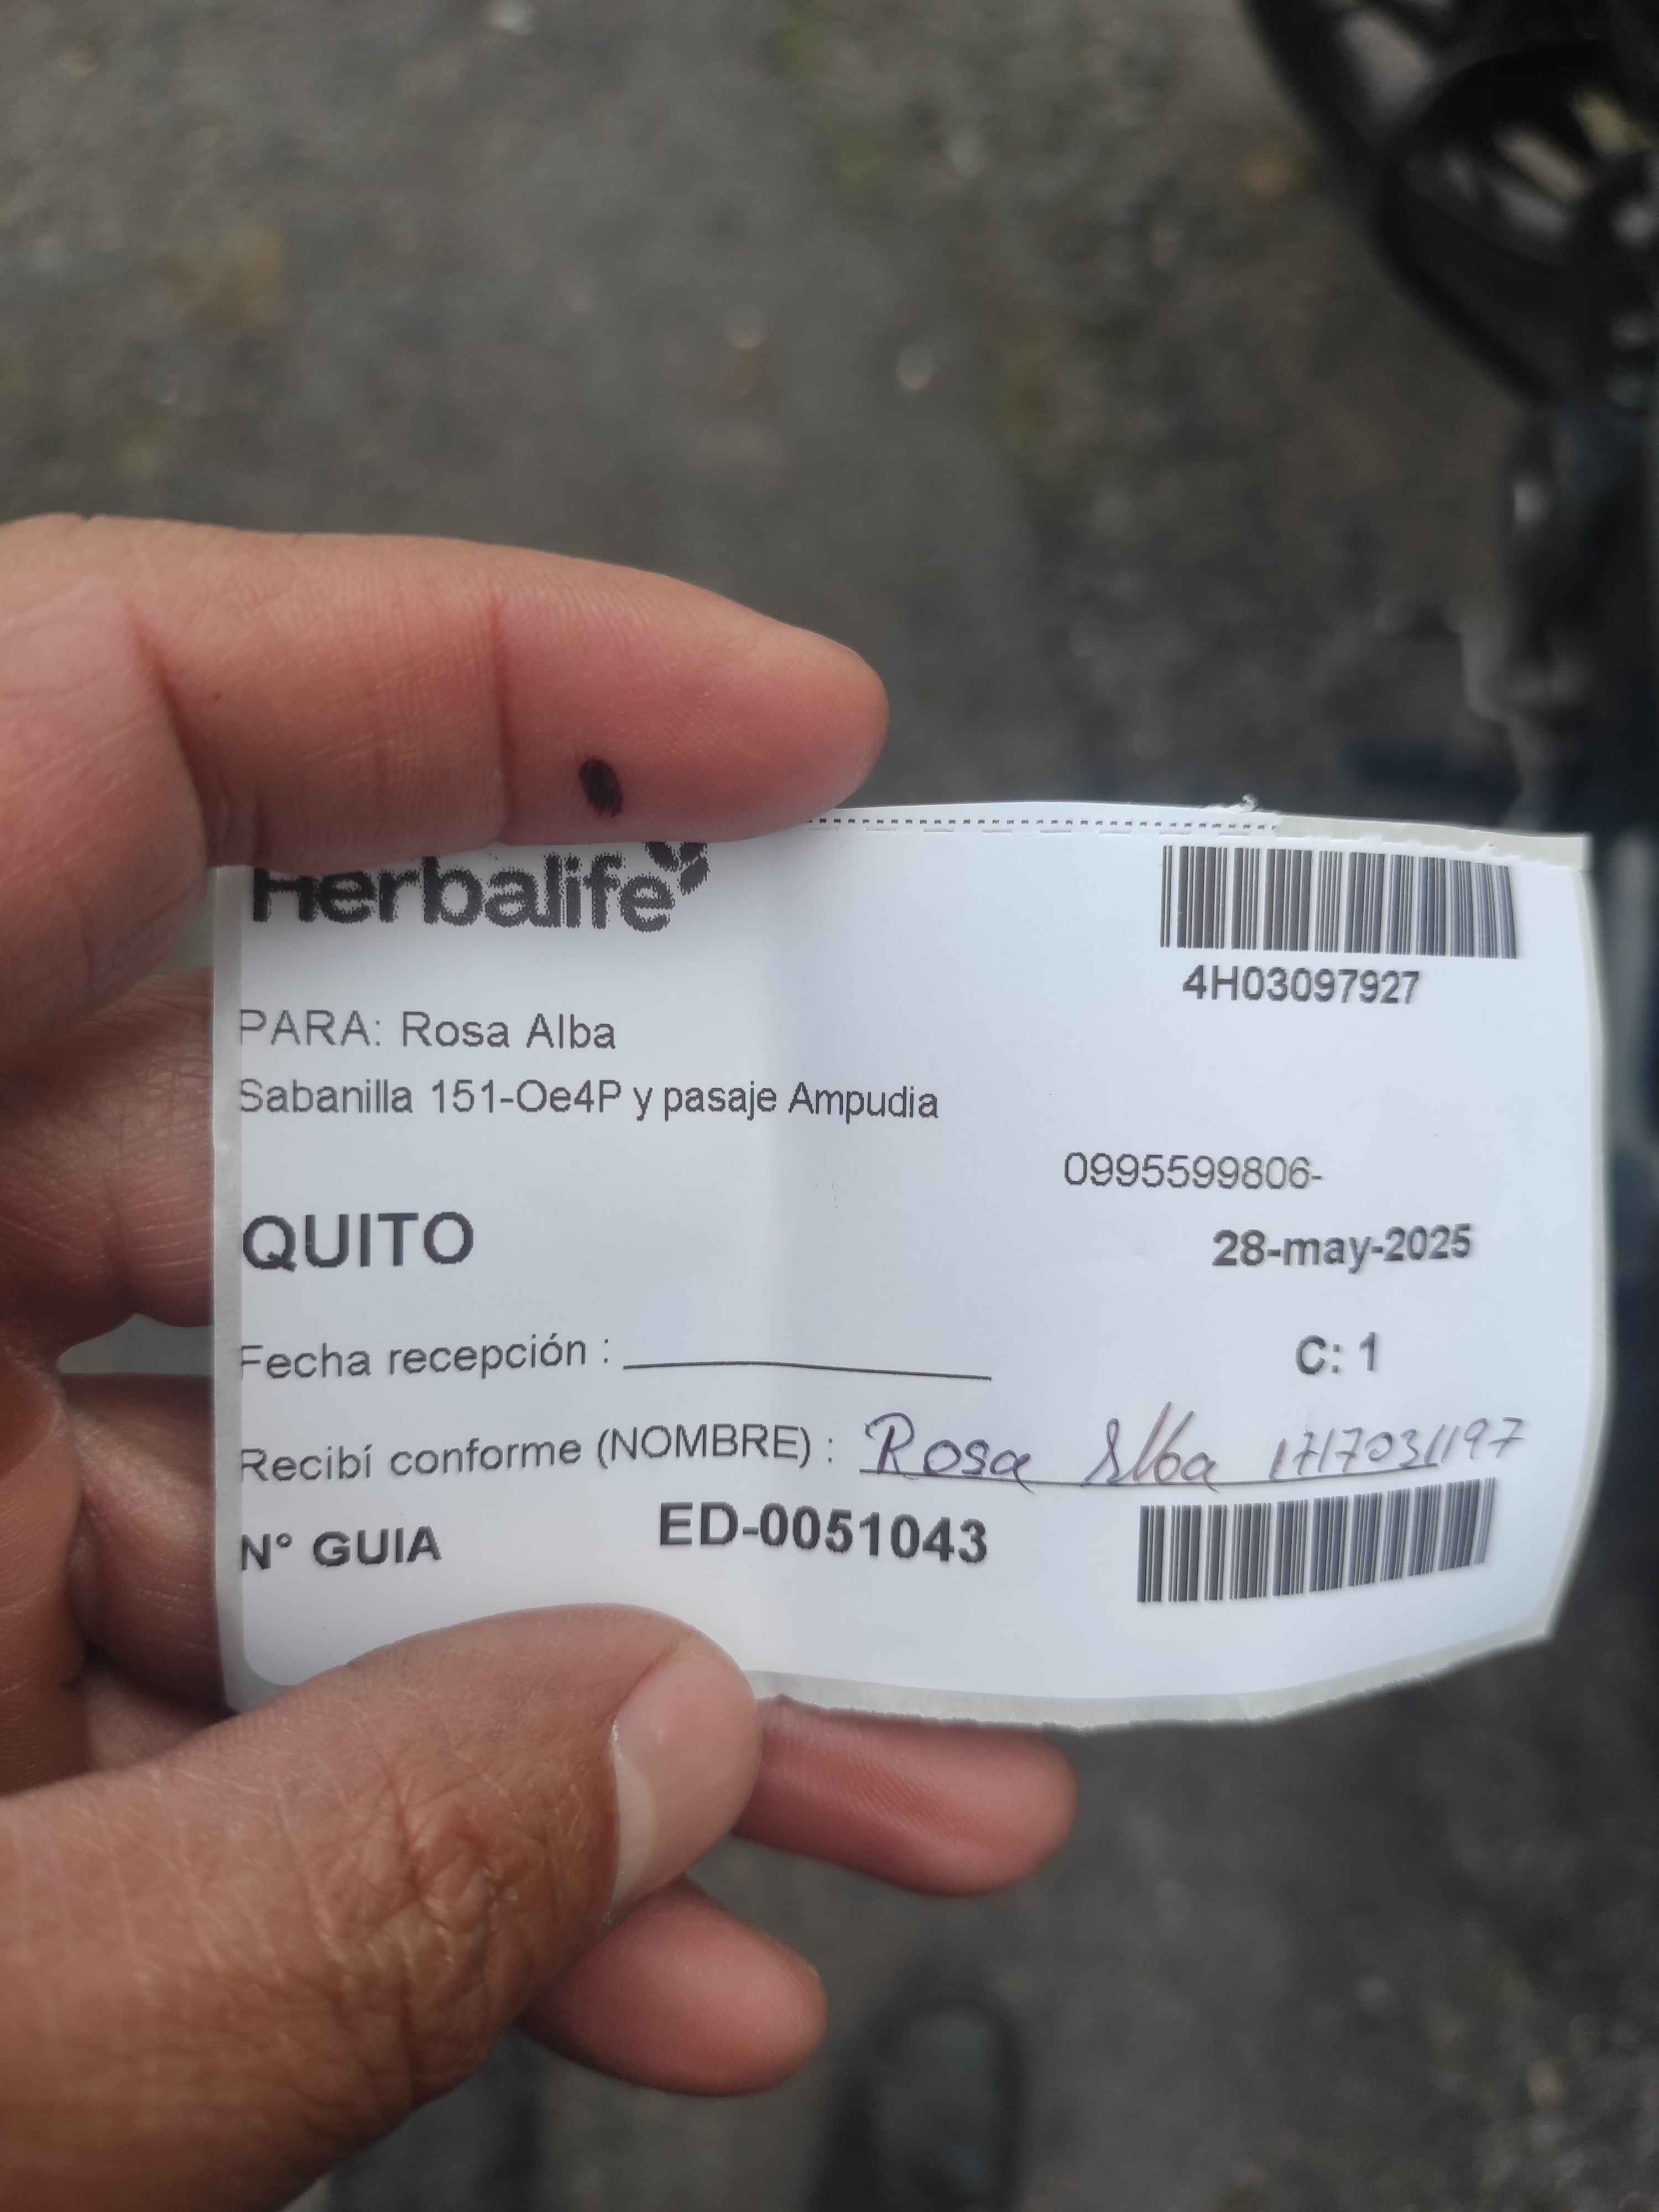 Herbalife
4H03097927
PARA: Rosa Alba
Sabanilla 151-Oe4P y pasaje Ampudia
0995599806-
QUITO
28-may-2025
Fecha recepción :
C: 1
Recibí conforme (NOMBRE) : Rosa Alba 1717031197
N° GUIA ED-0051043